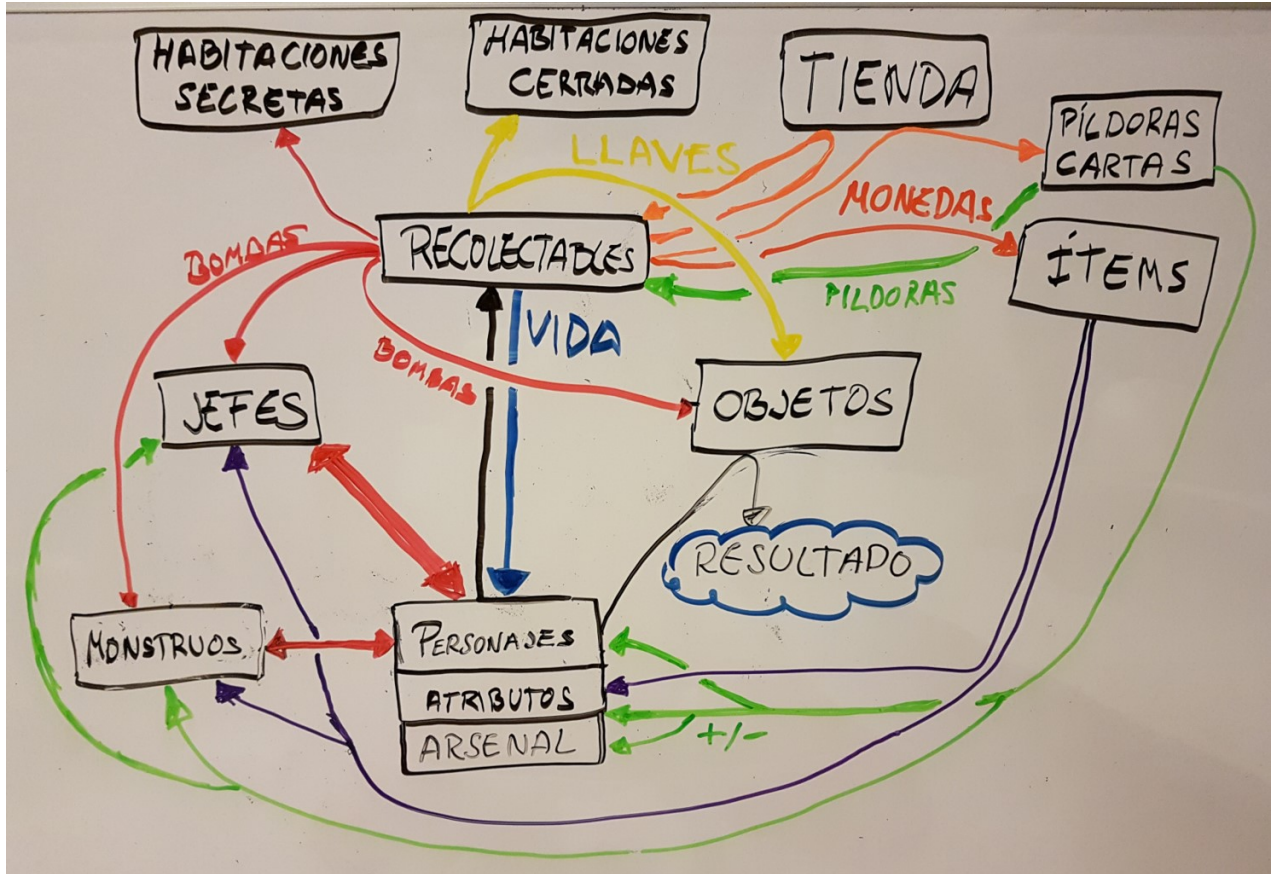 HABITACIONES
SECRETAS
HABITACIONES
CERRADAS
TIENDA
PÍLDORAS
CARTAS
LLAVES
MONEDAS
BOMBAS
RECOLECTABLES
ÍTEMS
PILDORAS
VIDA
BOMBAS
JEFES
OBJETOS
RESULTADO
MONSTRUOS
PERSONAJES
ATRIBUTOS
ARSENAL
+/-